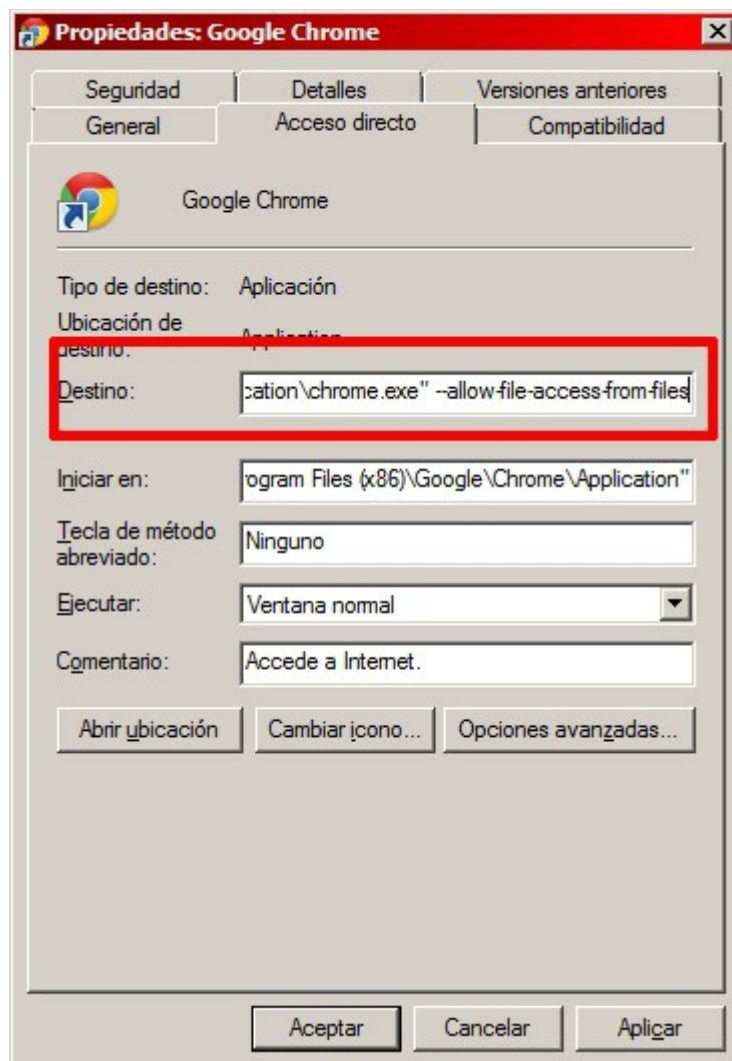 Propiedades: Google Chrome
Seguridad Detalles Versiones anteriores
General Acceso directo Compatibilidad
Google Chrome
Tipo de destino: Aplicación
Ubicación de
destino: Application
Destino: cation\chrome.exe" --allow-file-access-from-files
Iniciar en: rogram Files (x86)\Google\Chrome\Application"
Tecla de método
abreviado: Ninguno
Ejecutar: Ventana normal
Comentario: Accede a Internet.
Abrir ubicación Cambiar icono... Opciones avanzadas...
Aceptar Cancelar Aplicar